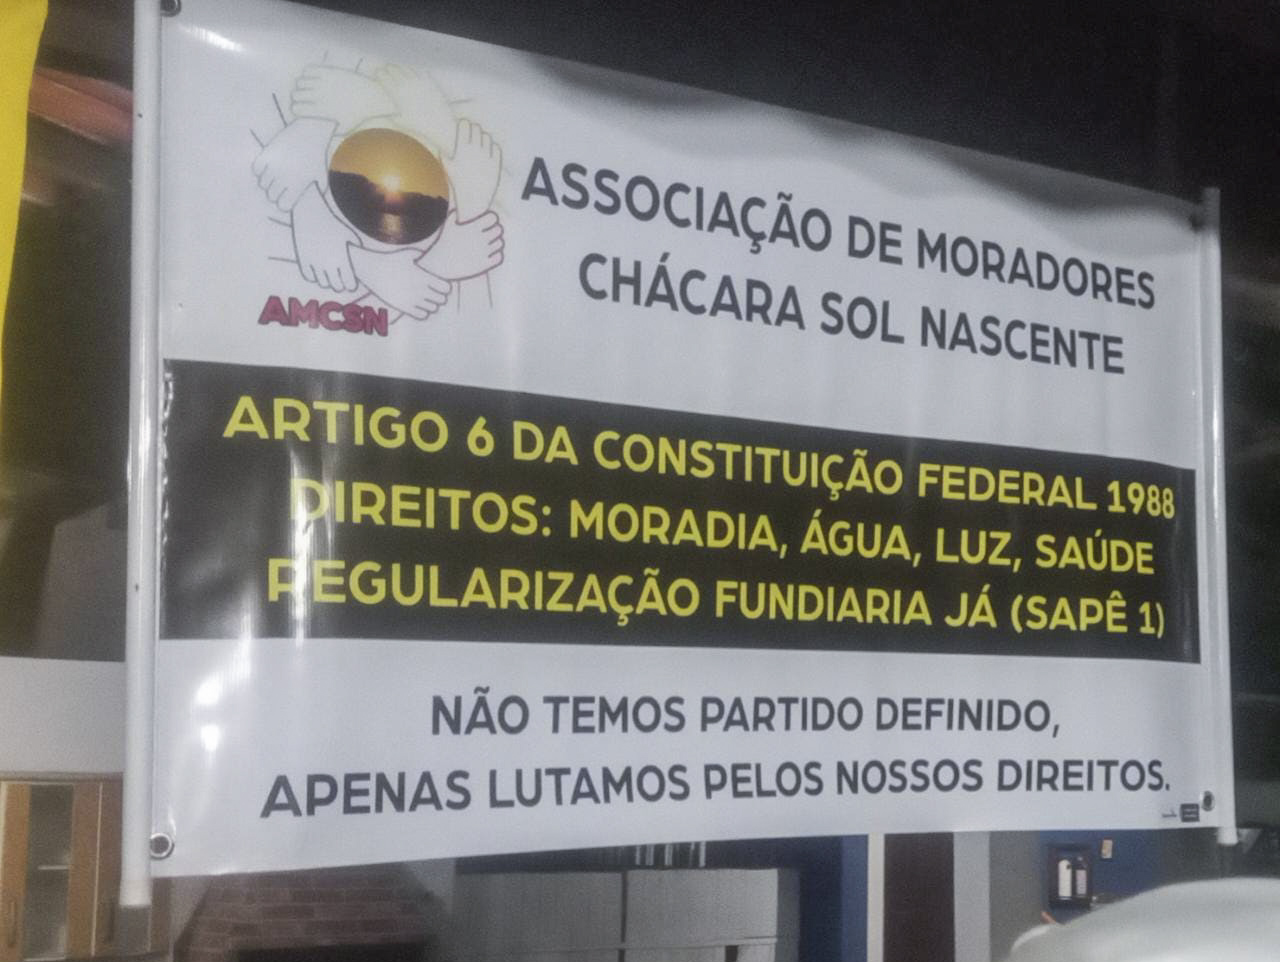 AMCSN
ASSOCIAÇÃO DE MORADORES
CHÁCARA SOL NASCENTE
ARTIGO 6 DA CONSTITUIÇÃO FEDERAL 1988
DIREITOS: MORADIA, ÁGUA, LUZ, SAÚDE
REGULARIZAÇÃO FUNDIARIA JÁ (SAPÊ 1)
NÃO TEMOS PARTIDO DEFINIDO,
APENAS LUTAMOS PELOS NOSSOS DIREITOS.